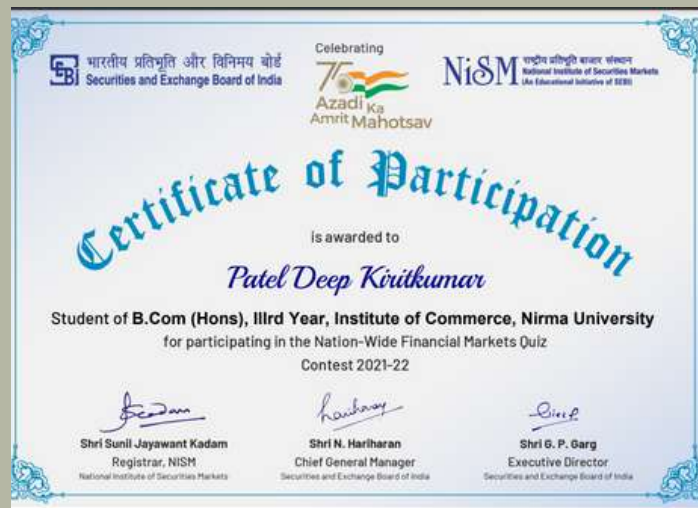 भारतीय प्रतिभूति और विनिमय बोर्ड
Securities and Exchange Board of India
Celebrating
75
Azadi Ka
Amrit Mahotsav
NiSM
राष्ट्रीय प्रतिभूति बाजार संस्थान
National Institute of Securities Markets
(An Educational Initiative of SEBI)
Certificate of Participation
is awarded to
Patel Deep Kiritkumar
Student of B.Com (Hons), IIIrd Year, Institute of Commerce, Nirma University
for participating in the Nation-Wide Financial Markets Quiz
Contest 2021-22
Shri Sunil Jayawant Kadam
Registrar, NISM
National Institute of Securities Markets
Shri N. Hariharan
Chief General Manager
Securities and Exchange Board of India
Shri G. P. Garg
Executive Director
Securities and Exchange Board of India